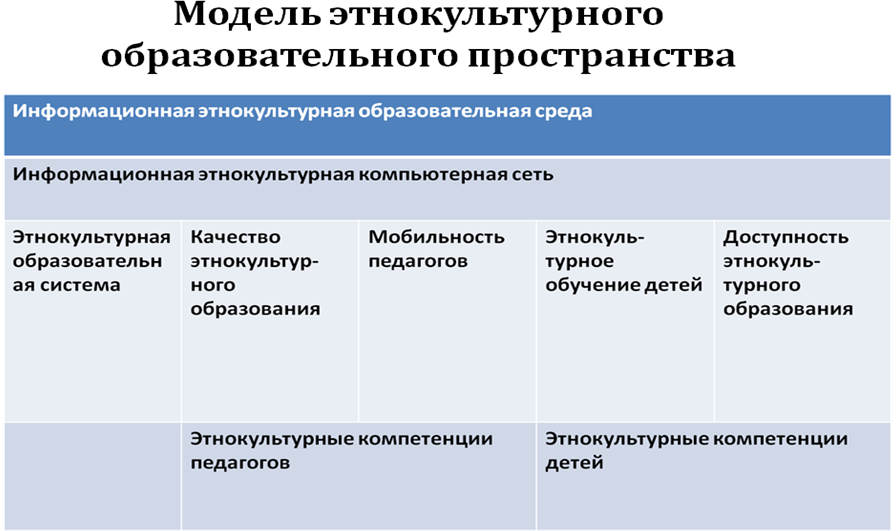 Модель этнокультурного
образовательного пространства
Информационная этнокультурная образовательная среда
Информационная этнокультурная компьютерная сеть
Этнокультурная
образовательн
ая система
Качество
этнокультур-
ного
образования
Мобильность
педагогов
Этнокуль-
турное
обучение детей
Доступность
этнокуль-
турного
образования
Этнокультурные компетенции
педагогов
Этнокультурные компетенции
детей